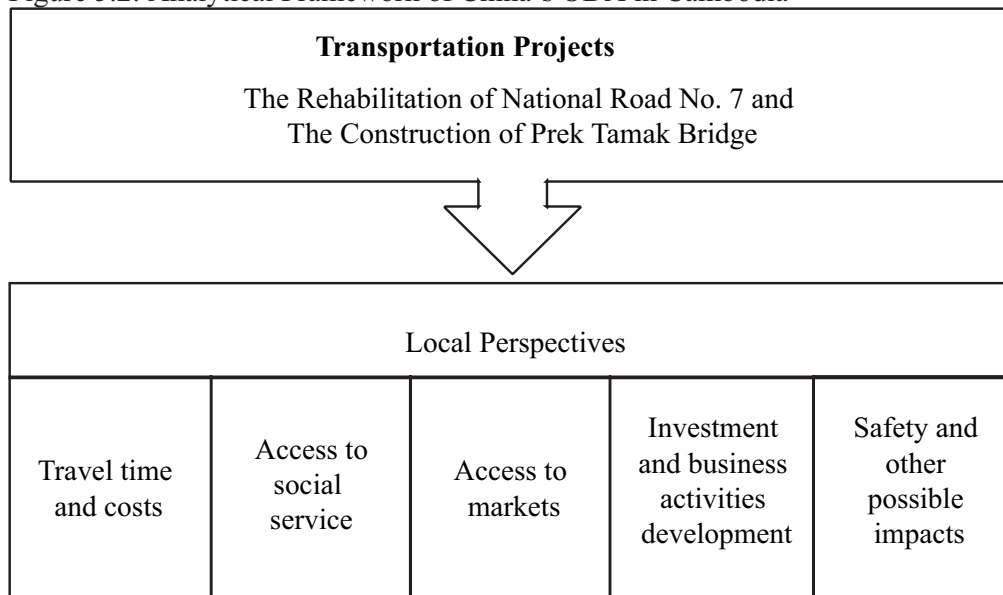 Figure 5.2. Analytical Framework of China's ODA in Cambodia
Transportation Projects
The Rehabilitation of National Road No. 7 and
The Construction of Prek Tamak Bridge
Local Perspectives
Travel time
and costs
Access to
social
service
Access to
markets
Investment
and business
activities
development
Safety and
other
possible
impacts